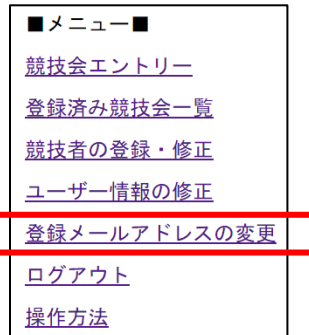 ■メニュー■
競技会エントリー
登録済み競技会一覧
競技者の登録・修正
ユーザー情報の修正
登録メールアドレスの変更
ログアウト
操作方法